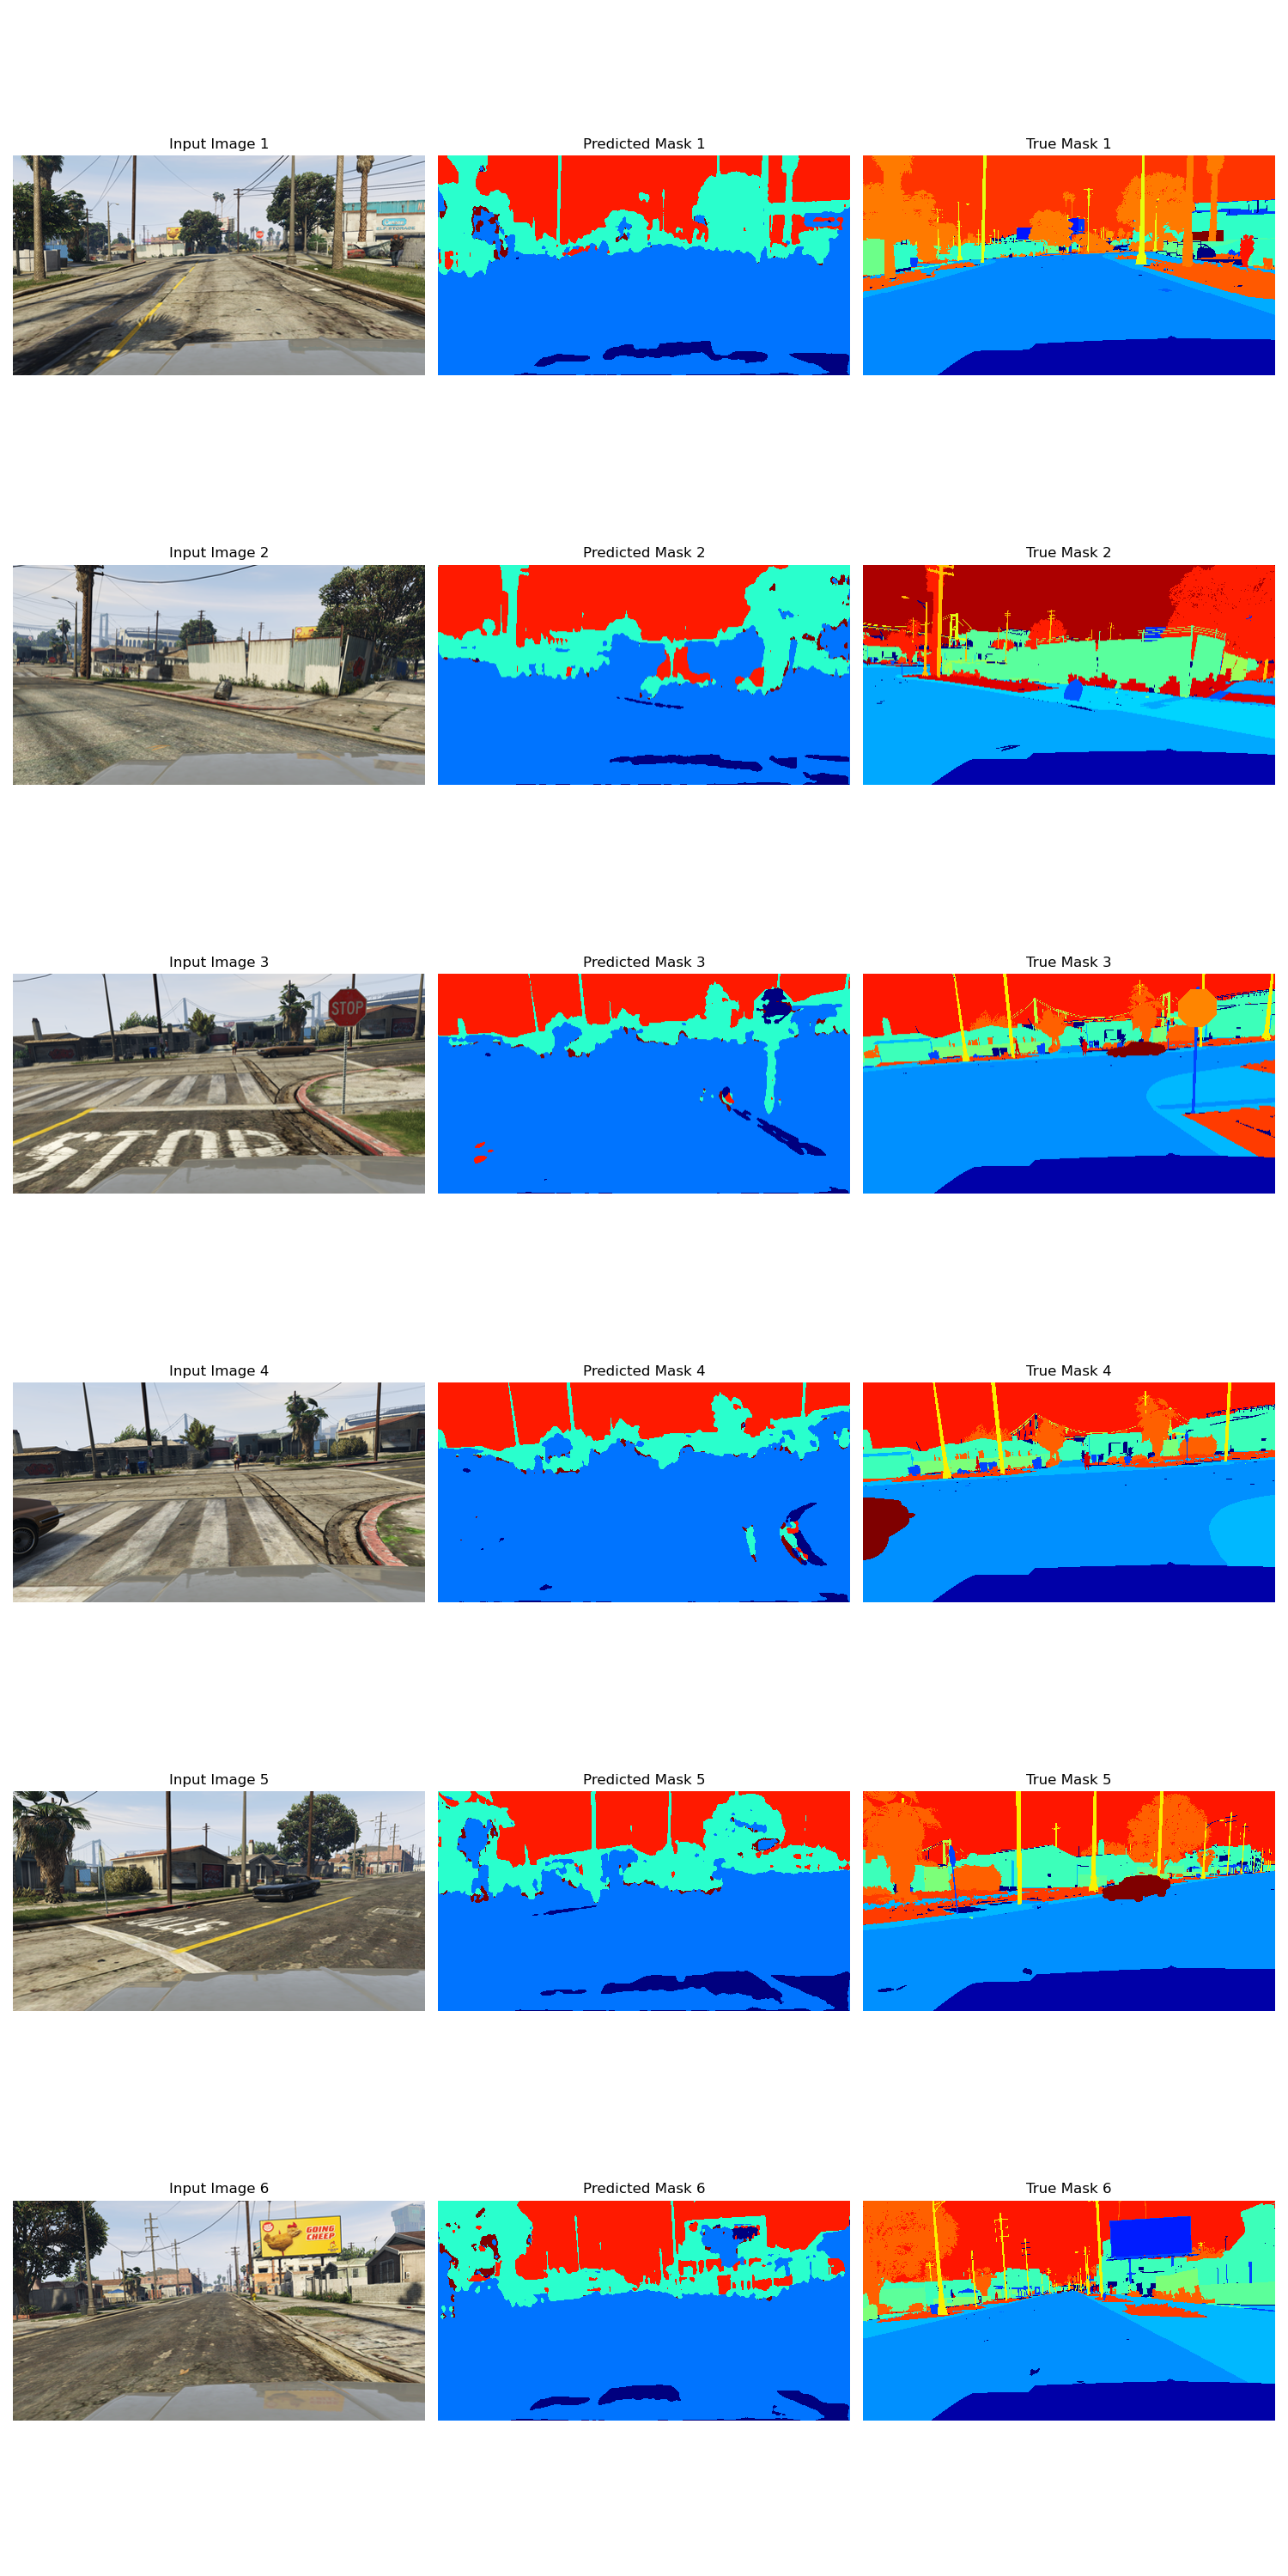 Input Image 1
Predicted Mask 1
True Mask 1
Input Image 2
Predicted Mask 2
True Mask 2
Input Image 3
Predicted Mask 3
True Mask 3
STOP
STOP
Input Image 4
Predicted Mask 4
True Mask 4
Input Image 5
Predicted Mask 5
True Mask 5
Input Image 6
Predicted Mask 6
True Mask 6
GOING
CHEEP